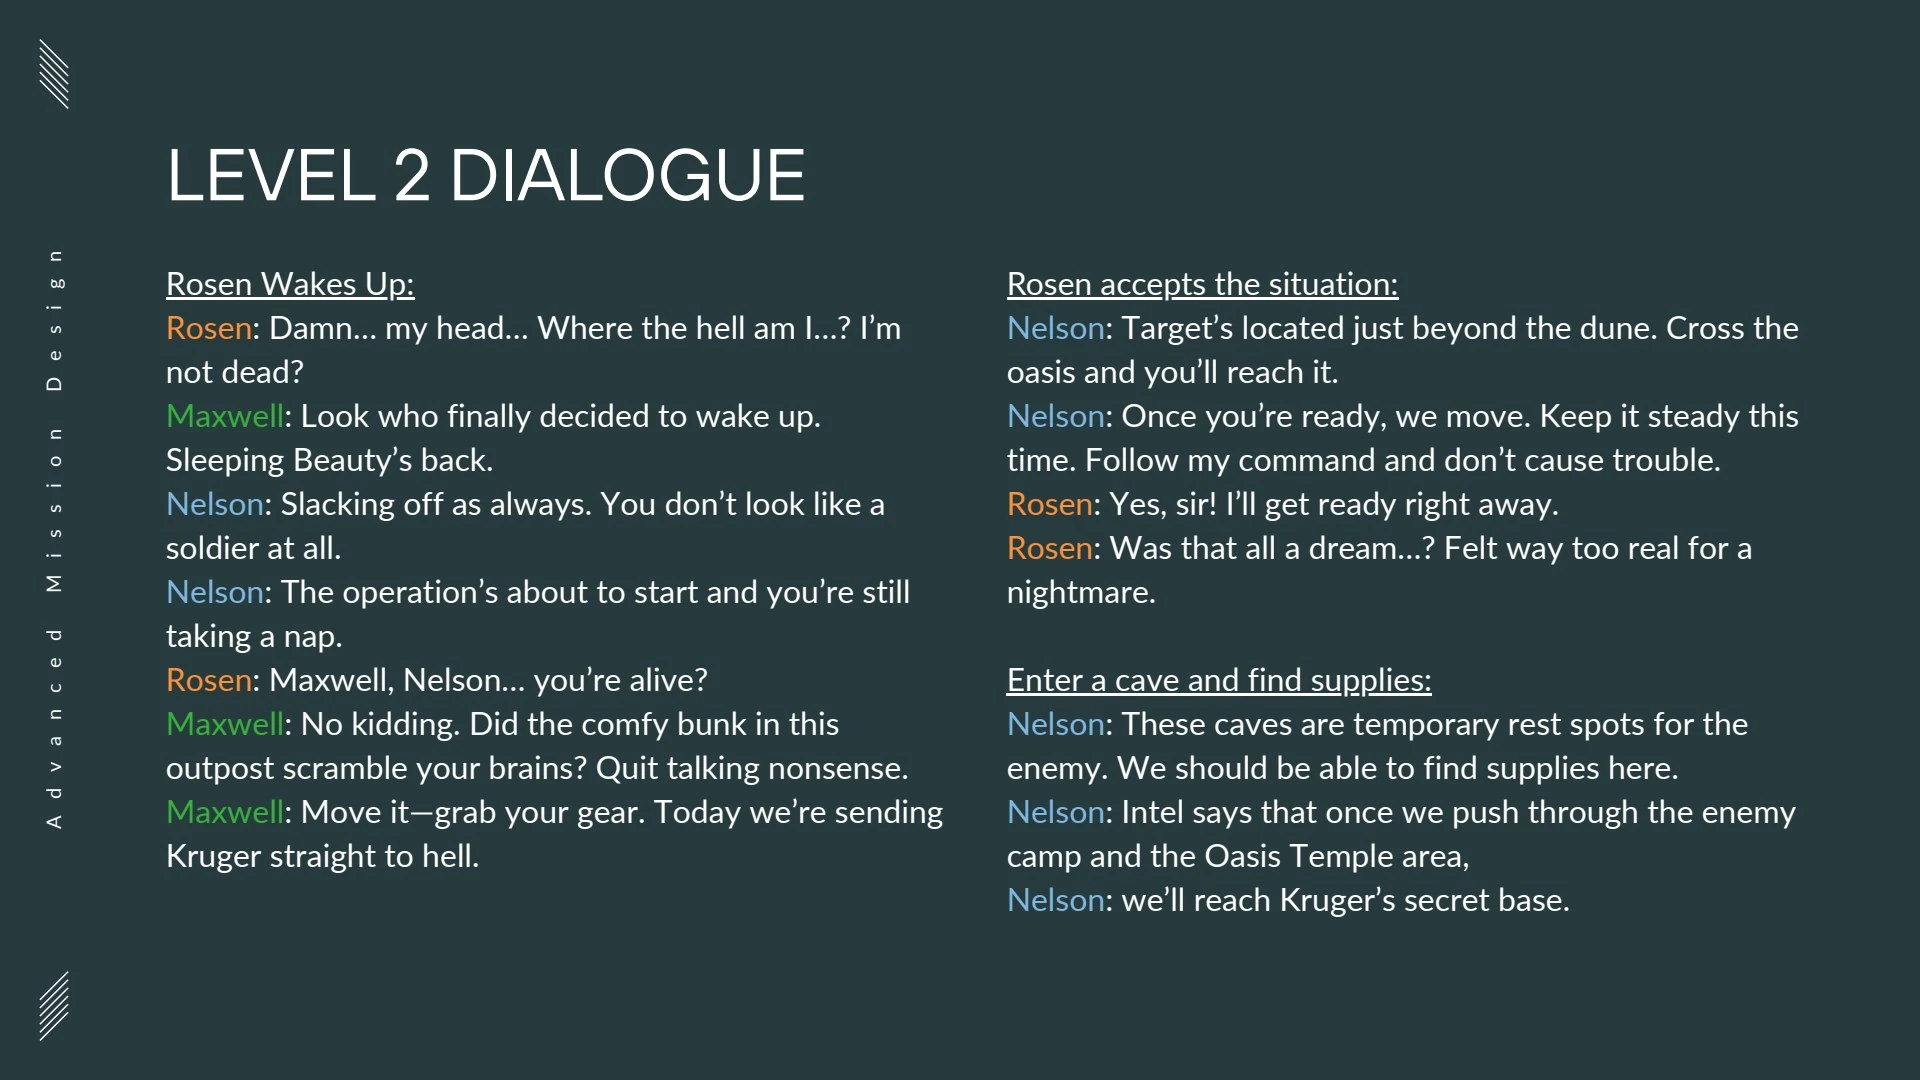 LEVEL 2 DIALOGUE
Advanced Mission Design
Rosen Wakes Up:
Rosen: Damn... my head... Where the hell am I...? I’m
not dead?
Maxwell: Look who finally decided to wake up.
Sleeping Beauty’s back.
Nelson: Slacking off as always. You don’t look like a
soldier at all.
Nelson: The operation’s about to start and you’re still
taking a nap.
Rosen: Maxwell, Nelson... you’re alive?
Maxwell: No kidding. Did the comfy bunk in this
outpost scramble your brains? Quit talking nonsense.
Maxwell: Move it—grab your gear. Today we’re sending
Kruger straight to hell.
Rosen accepts the situation:
Nelson: Target’s located just beyond the dune. Cross the
oasis and you’ll reach it.
Nelson: Once you’re ready, we move. Keep it steady this
time. Follow my command and don’t cause trouble.
Rosen: Yes, sir! I’ll get ready right away.
Rosen: Was that all a dream...? Felt way too real for a
nightmare.
Enter a cave and find supplies:
Nelson: These caves are temporary rest spots for the
enemy. We should be able to find supplies here.
Nelson: Intel says that once we push through the enemy
camp and the Oasis Temple area,
Nelson: we’ll reach Kruger’s secret base.